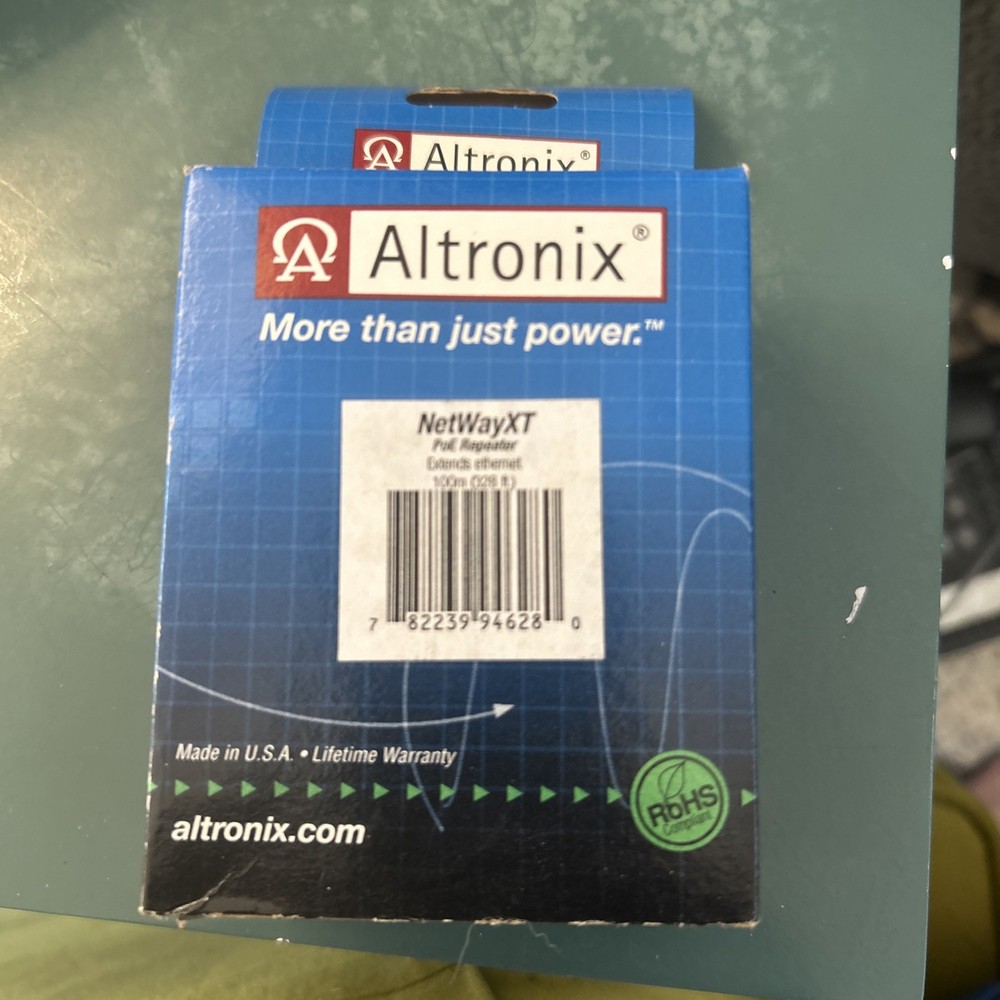 Altronix®
Altronix®
More than just power.™
NetWayXT
PoE Repeater
Extends ethernet
100m (328 ft.)
7 82239 94628 0
Made in U.S.A. • Lifetime Warranty
RoHS
Compliant
altronix.com